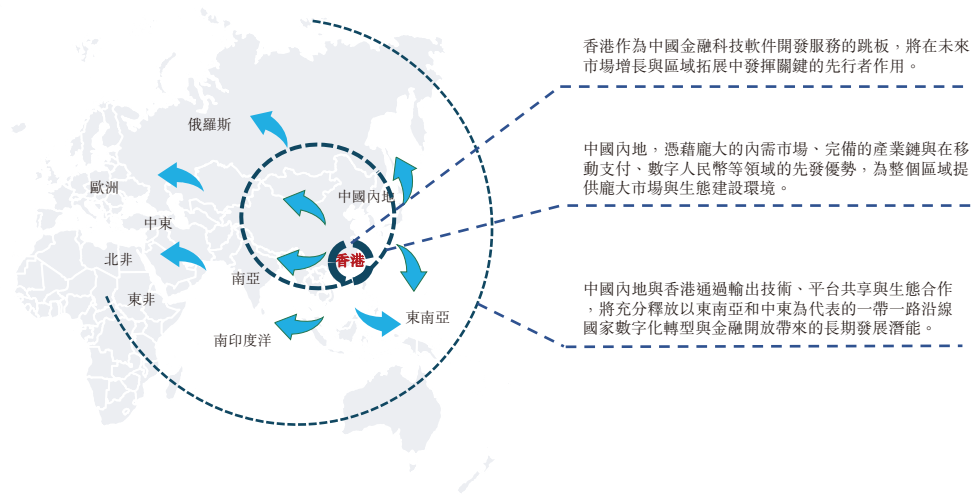 香港作為中國金融科技軟件開發服務的跳板，將在未來
市場增長與區域拓展中發揮關鍵的先行者作用。
俄羅斯
中國內地，憑藉龐大的內需市場、完備的產業鏈與在移
動支付、數字人民幣等領域的先發優勢，為整個區域提
供龐大市場與生態建設環境。
歐洲
中國內地
中東
北非
香港
南亞
東非
中國內地與香港通過輸出技術、平台共享與生態合作
，將充分釋放以東南亞和中東為代表的一帶一路沿線
國家數字化轉型與金融開放帶來的長期發展潛能。
東南亞
南印度洋